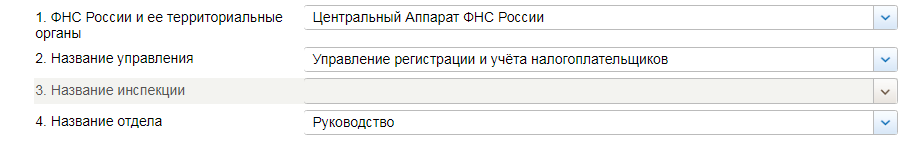 1. ФНС России и ее территориальные органы
Центральный Аппарат ФНС России
2. Название управления
Управление регистрации и учёта налогоплательщиков
3. Название инспекции
4. Название отдела
Руководство